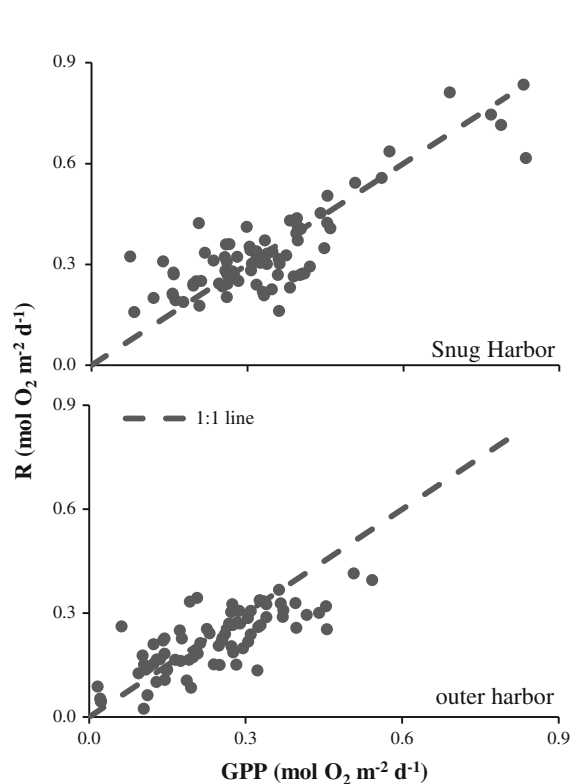 0.9
0.6
0.3
0.0
Snug Harbor
0.9
1:1 line
0.6
0.3
0.0
outer harbor
0.0 0.3 0.6 0.9
R (mol O₂ m⁻² d⁻¹)
GPP (mol O₂ m⁻² d⁻¹)